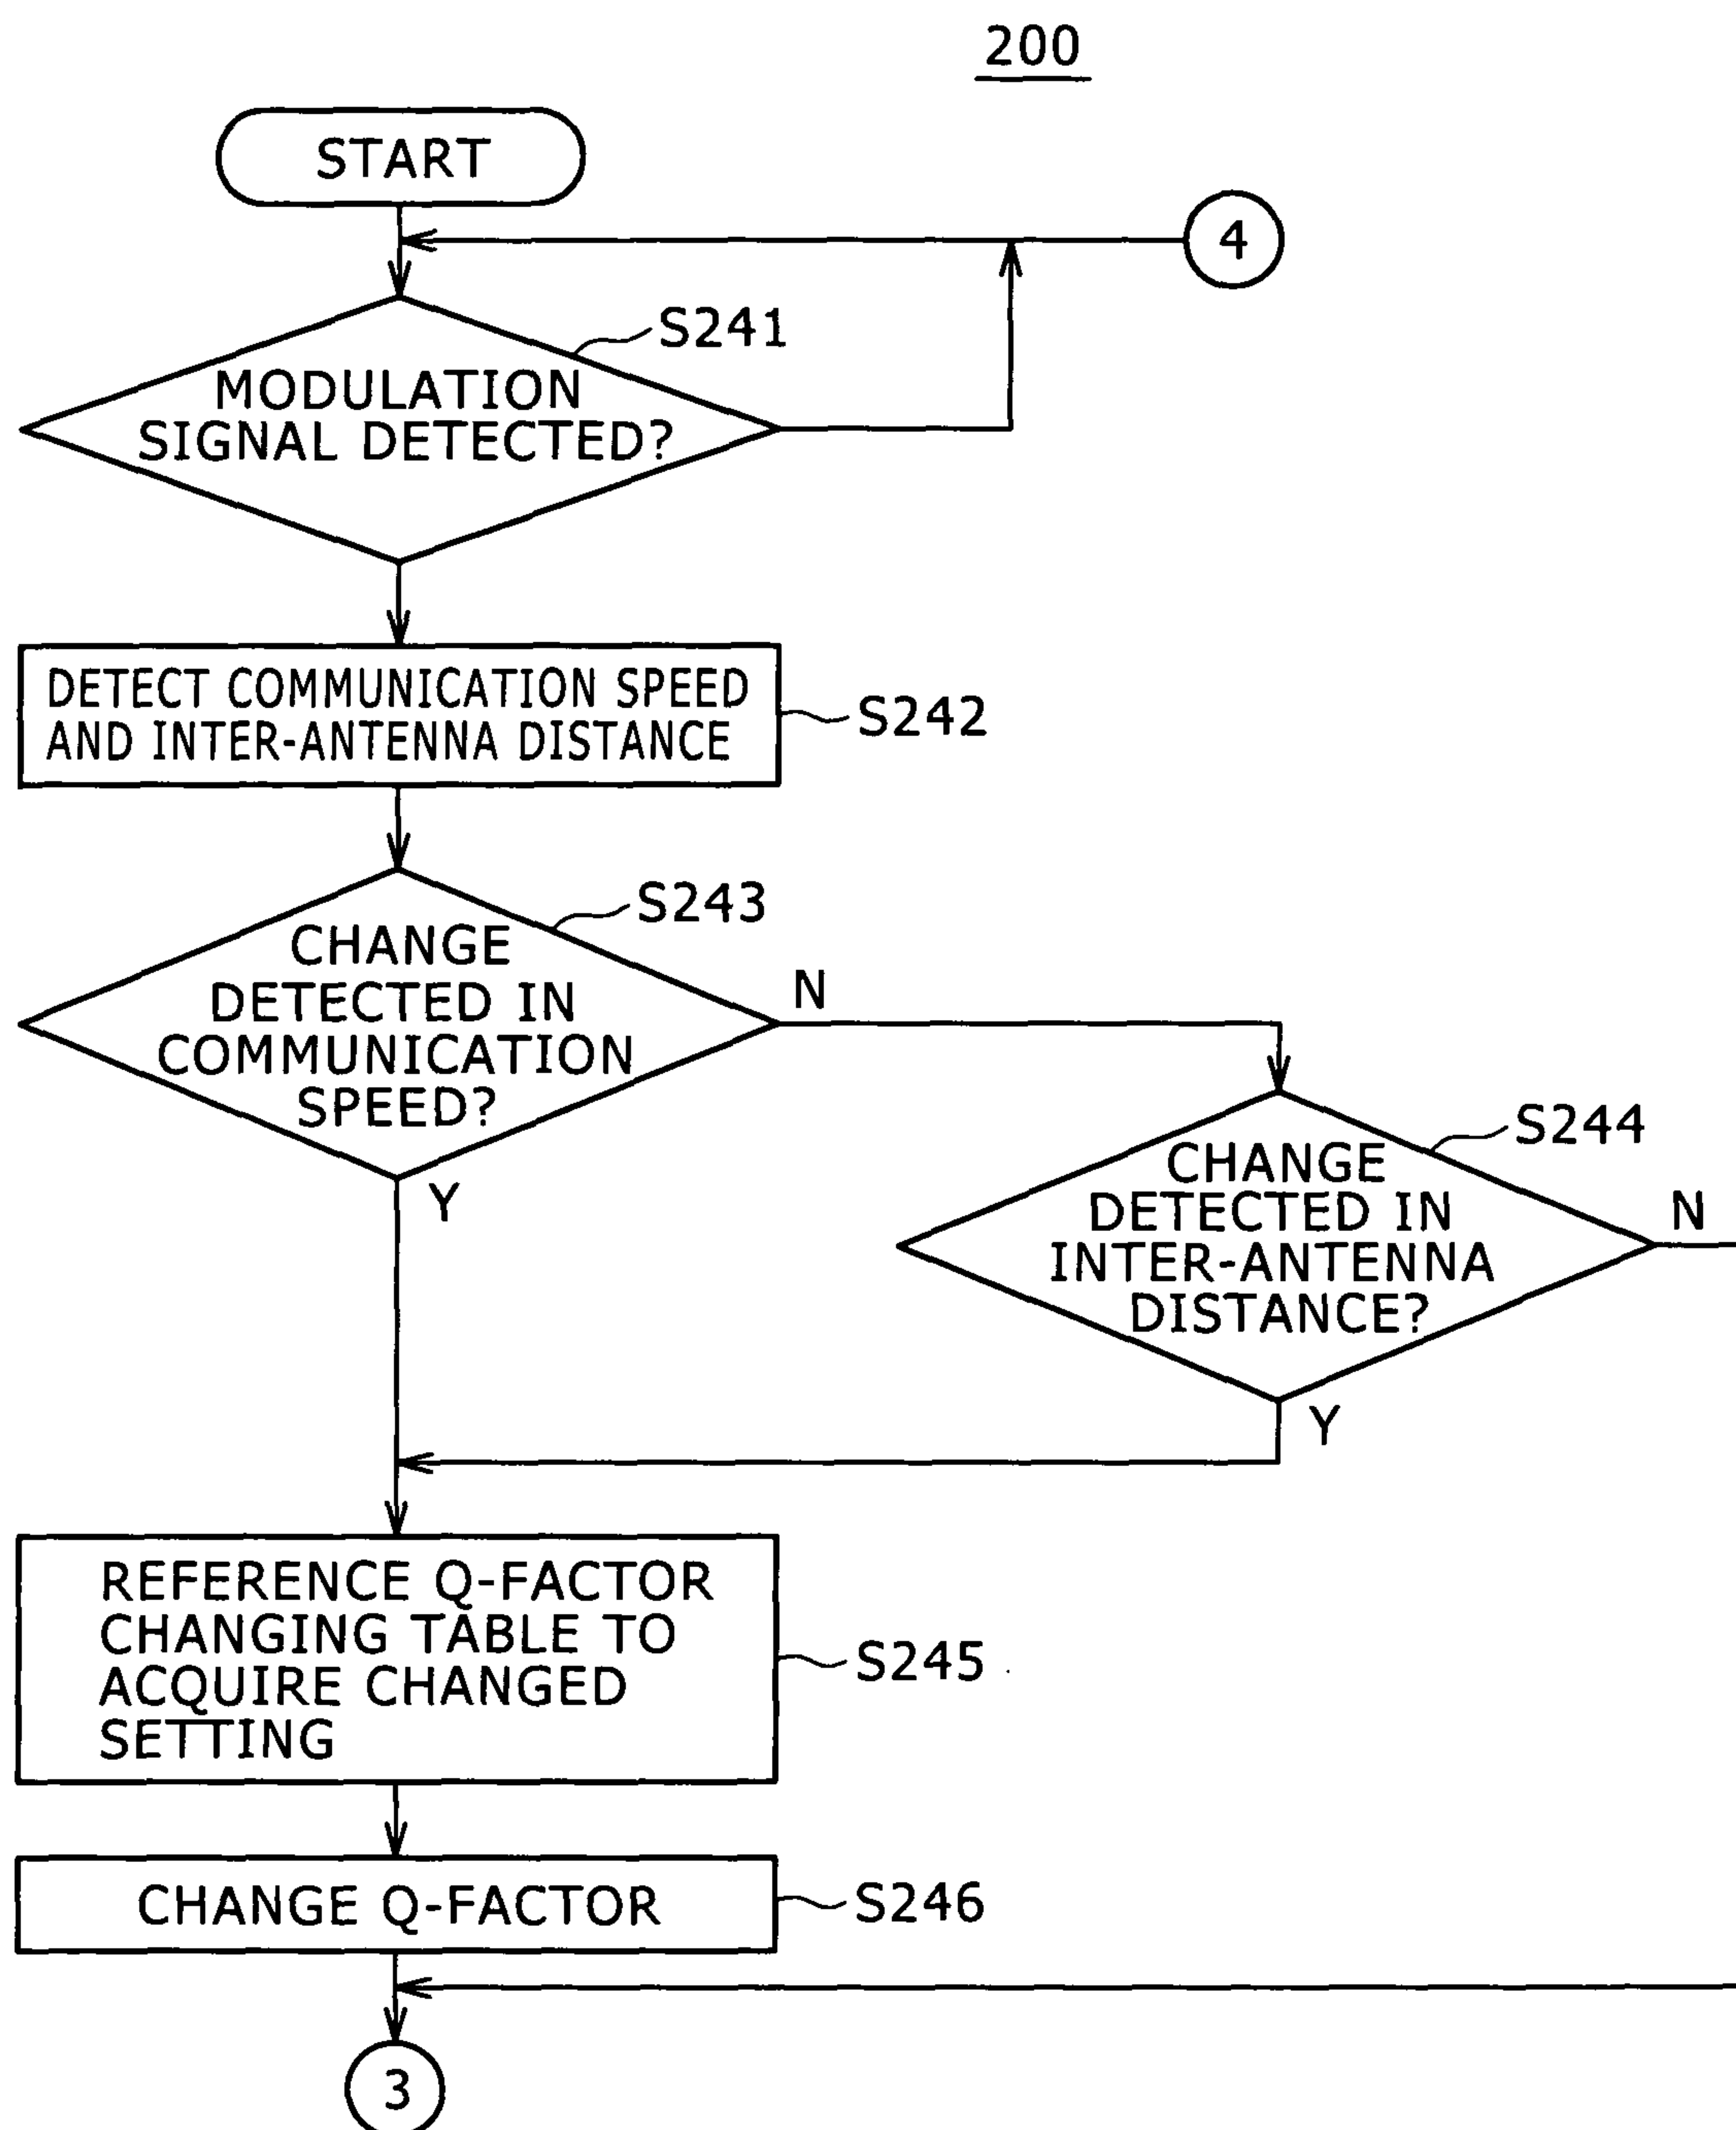 200
START
4
S241
MODULATION
SIGNAL DETECTED?
DETECT COMMUNICATION SPEED
AND INTER-ANTENNA DISTANCE
S242
S243
CHANGE
DETECTED IN
COMMUNICATION
SPEED?
N
Y
S244
CHANGE
DETECTED IN
INTER-ANTENNA
DISTANCE?
N
Y
REFERENCE Q-FACTOR
CHANGING TABLE TO
ACQUIRE CHANGED
SETTING
S245
CHANGE Q-FACTOR
S246
3